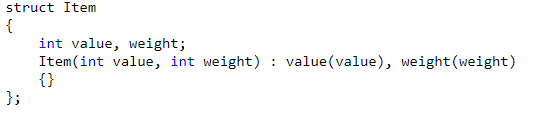 struct Item
{
    int value, weight;
    Item(int value, int weight) : value(value), weight(weight)
    {}
};